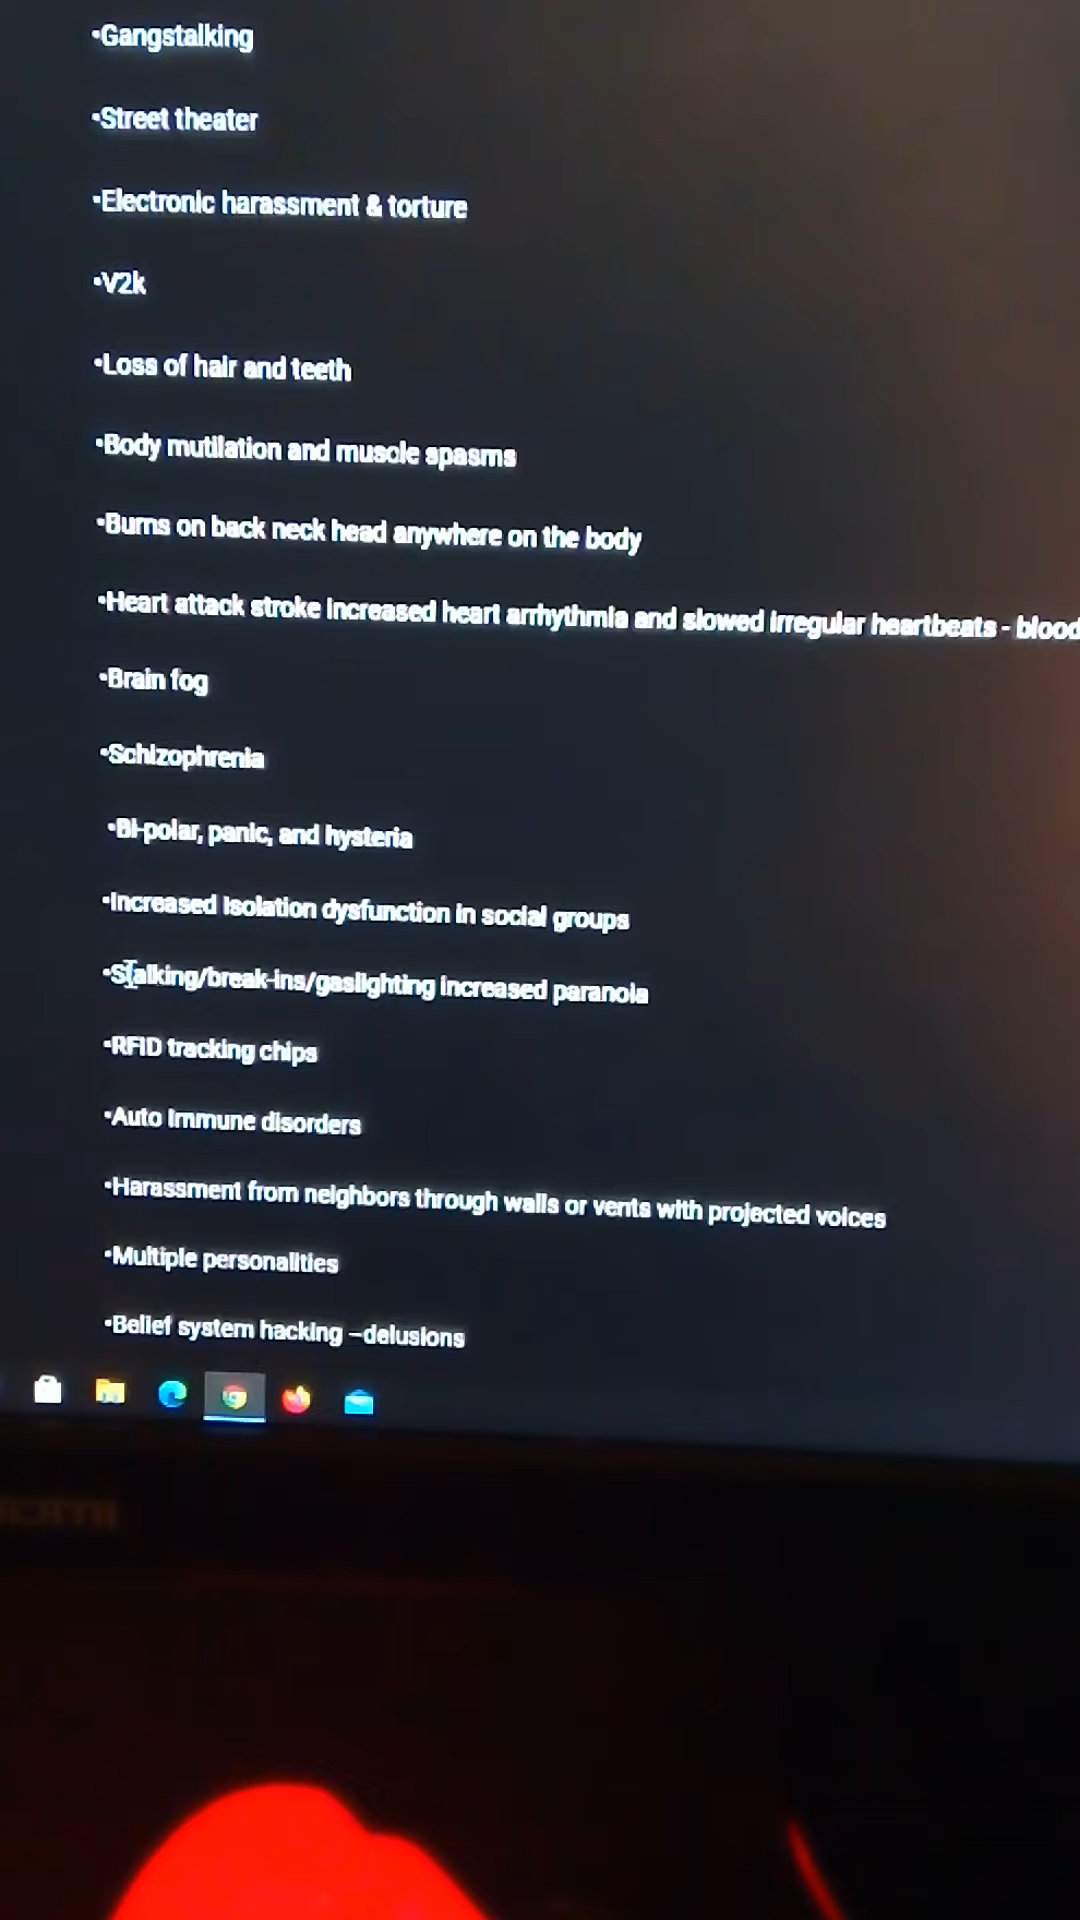 •Gangstalking
•Street theater
•Electronic harassment & torture
•V2k
•Loss of hair and teeth
•Body mutilation and muscle spasms
•Burns on back neck head anywhere on the body
•Heart attack stroke increased heart arrhythmia and slowed irregular heartbeats - blood
•Brain fog
•Schizophrenia
•Bi-polar, panic, and hysteria
•Increased isolation dysfunction in social groups
•Stalking/break-ins/gaslighting increased paranoia
•RFID tracking chips
•Auto immune disorders
•Harassment from neighbors through walls or vents with projected voices
•Multiple personalities
•Belief system hacking –delusions